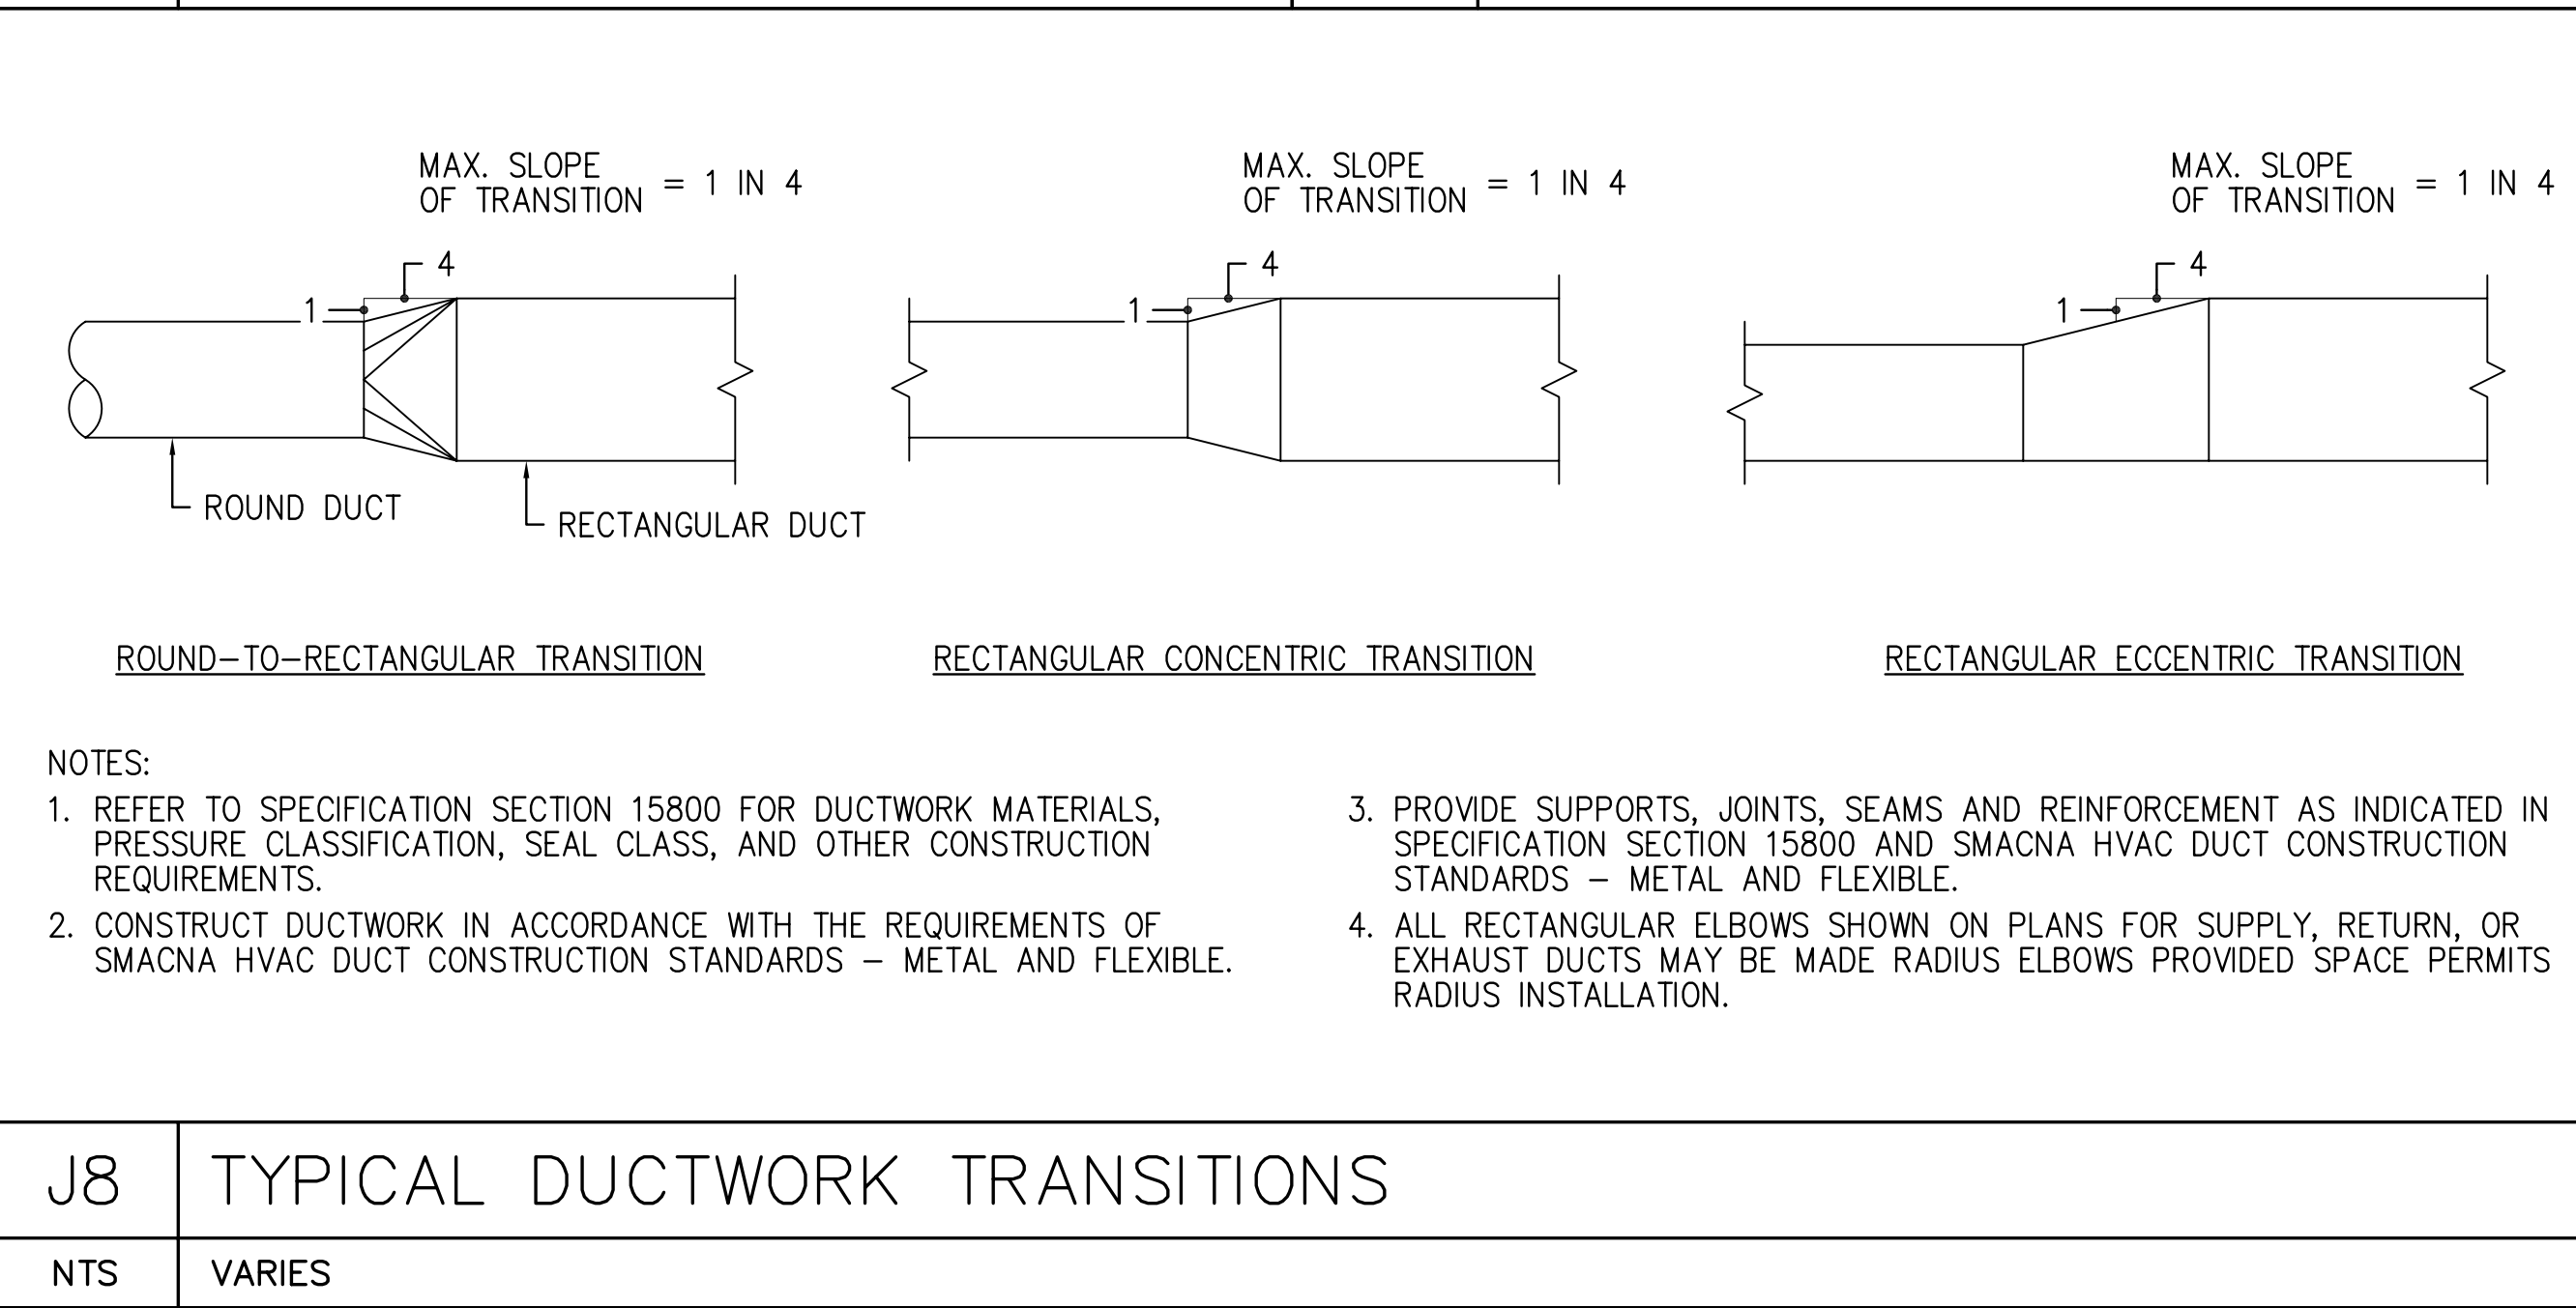 MAX. SLOPE
OF TRANSITION = 1 IN 4
4
1
ROUND DUCT
RECTANGULAR DUCT
ROUND-TO-RECTANGULAR TRANSITION
MAX. SLOPE
OF TRANSITION = 1 IN 4
4
1
RECTANGULAR CONCENTRIC TRANSITION
MAX. SLOPE
OF TRANSITION = 1 IN 4
4
1
RECTANGULAR ECCENTRIC TRANSITION
NOTES:
1. REFER TO SPECIFICATION SECTION 15800 FOR DUCTWORK MATERIALS,
PRESSURE CLASSIFICATION, SEAL CLASS, AND OTHER CONSTRUCTION
REQUIREMENTS.
2. CONSTRUCT DUCTWORK IN ACCORDANCE WITH THE REQUIREMENTS OF
SMACNA HVAC DUCT CONSTRUCTION STANDARDS – METAL AND FLEXIBLE.
3. PROVIDE SUPPORTS, JOINTS, SEAMS AND REINFORCEMENT AS INDICATED IN
SPECIFICATION SECTION 15800 AND SMACNA HVAC DUCT CONSTRUCTION
STANDARDS – METAL AND FLEXIBLE.
4. ALL RECTANGULAR ELBOWS SHOWN ON PLANS FOR SUPPLY, RETURN, OR
EXHAUST DUCTS MAY BE MADE RADIUS ELBOWS PROVIDED SPACE PERMITS
RADIUS INSTALLATION.
J8 TYPICAL DUCTWORK TRANSITIONS
NTS VARIES